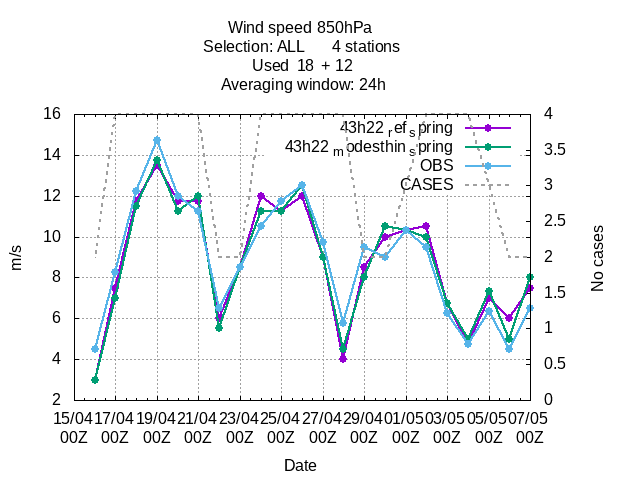 Wind speed 850hPa
Selection: ALL 4 stations
Used 18 + 12
Averaging window: 24h
43h22 ref spring
43h22 modesthin spring
OBS
CASES
16
14
12
10
8
6
4
2
m/s
4
3.5
3
2.5
2
1.5
1
0.5
0
No cases
15/04 17/04 19/04 21/04 23/04 25/04 27/04 29/04 01/05 03/05 05/05 07/05
00Z 00Z 00Z 00Z 00Z 00Z 00Z 00Z 00Z 00Z 00Z 00Z
Date